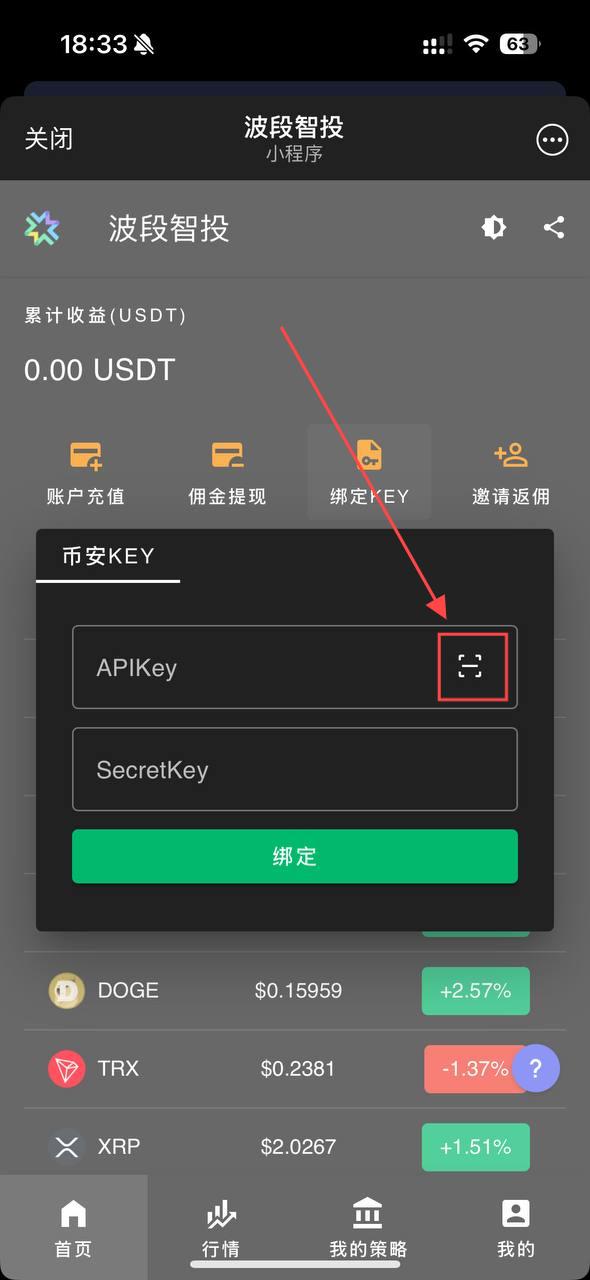 18:33
63
关闭
波段智投
小程序
波段智投
累计收益(USDT)
0.00 USDT
账户充值
佣金提现
绑定KEY
邀请返佣
币安KEY
APIKey
SecretKey
绑定
DOGE $0.15959 +2.57%
TRX $0.2381 -1.37% ?
XRP $2.0267 +1.51%
首页
行情
我的策略
我的